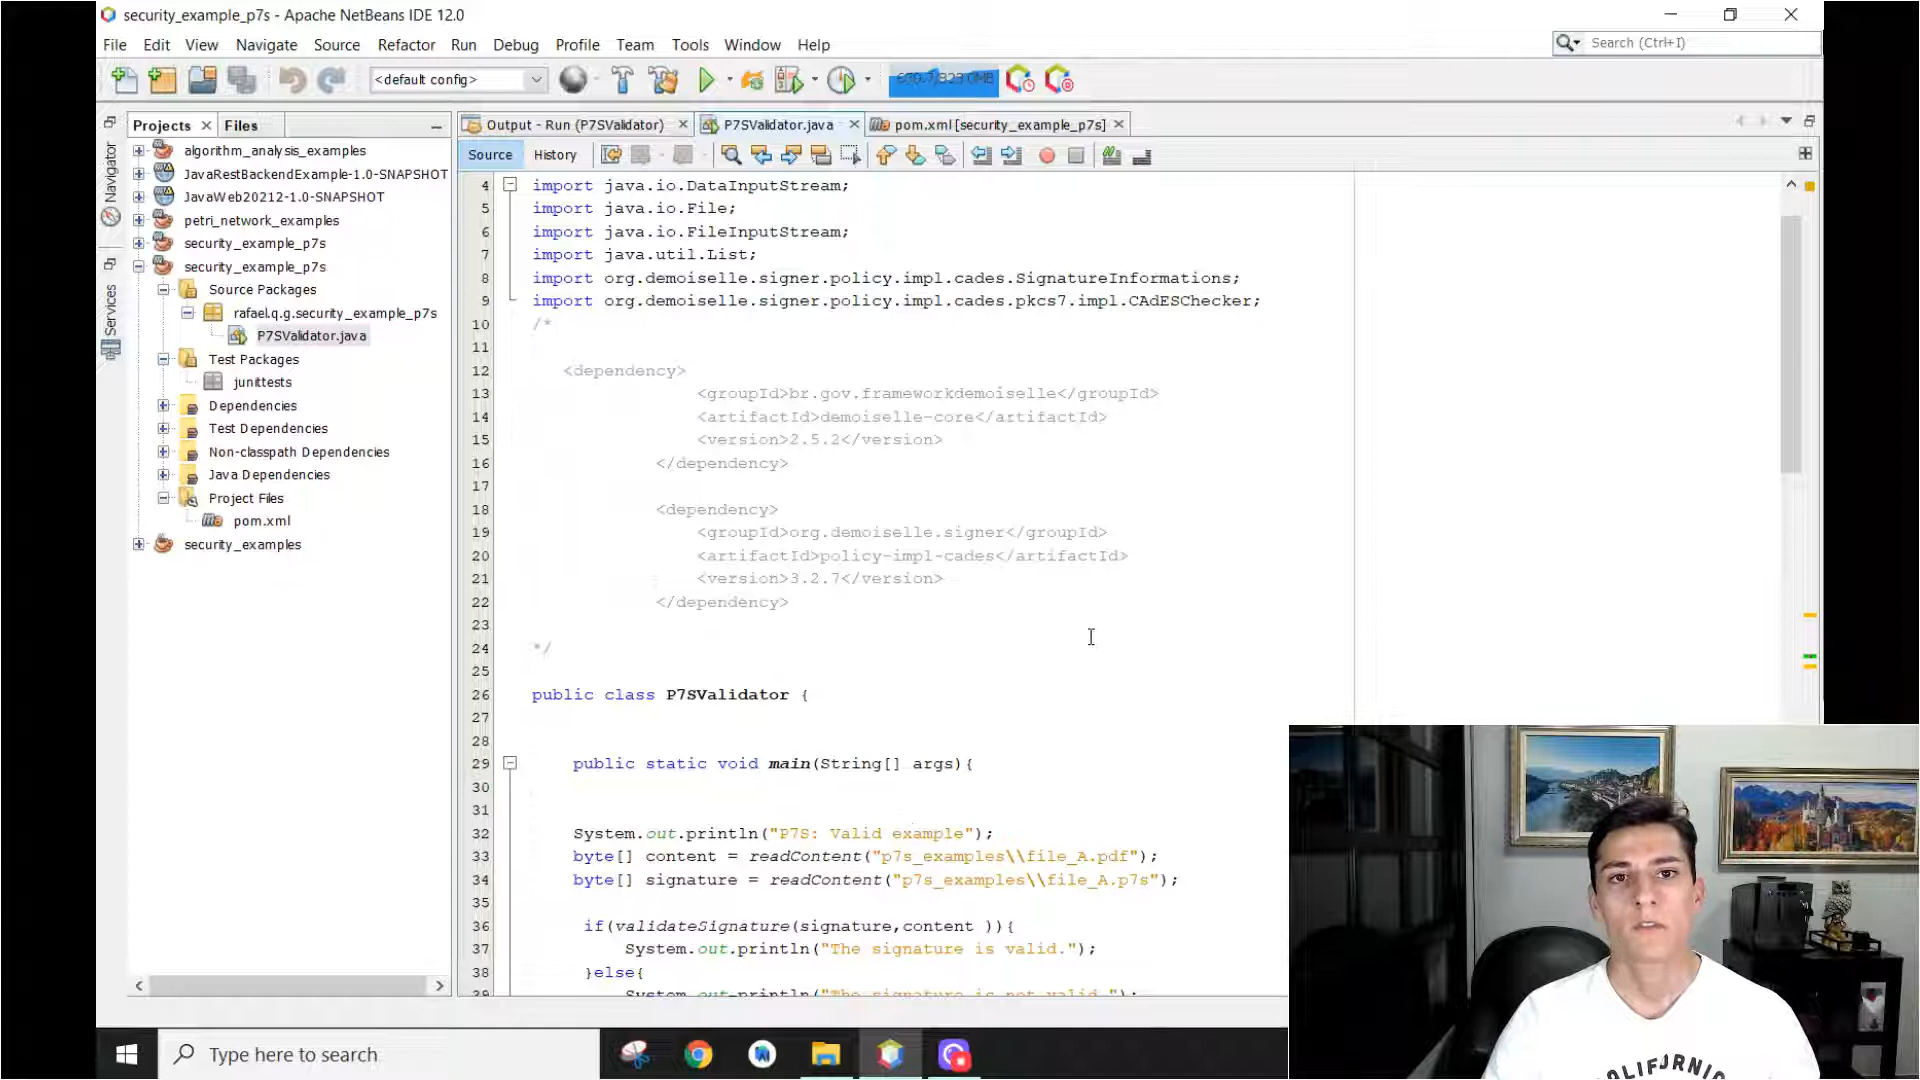 security_example_p7s - Apache NetBeans IDE 12.0
File Edit View Navigate Source Refactor Run Debug Profile Team Tools Window Help
Search (Ctrl+I)
<default config>
Projects Files
Output - Run (P7SValidator) P7SValidator.java pom.xml [security_example_p7s]
Source History
Navigator
Services
algorithm_analysis_examples
JavaRestBackendExample-1.0-SNAPSHOT
JavaWeb20212-1.0-SNAPSHOT
petri_network_examples
security_example_p7s
security_example_p7s
Source Packages
rafael.q.g.security_example_p7s
P7SValidator.java
Test Packages
junittests
Dependencies
Test Dependencies
Non-classpath Dependencies
Java Dependencies
Project Files
pom.xml
security_examples
4 import java.io.DataInputStream;
5 import java.io.File;
6 import java.io.FileInputStream;
7 import java.util.List;
8 import org.demoiselle.signer.policy.impl.cades.SignatureInformations;
9 import org.demoiselle.signer.policy.impl.cades.pkcs7.impl.CAdESChecker;
10 /*
11
12 <dependency>
13 <groupId>br.gov.frameworkdemoiselle</groupId>
14 <artifactId>demoiselle-core</artifactId>
15 <version>2.5.2</version>
16 </dependency>
17
18 <dependency>
19 <groupId>org.demoiselle.signer</groupId>
20 <artifactId>policy-impl-cades</artifactId>
21 <version>3.2.7</version>
22 </dependency>
23
24 */
25
26 public class P7SValidator {
27
28
29 public static void main(String[] args){
30
31
32 System.out.println("P7S: Valid example");
33 byte[] content = readContent("p7s_examples\\file_A.pdf");
34 byte[] signature = readContent("p7s_examples\\file_A.p7s");
35
36 if(validateSignature(signature,content )){
37 System.out.println("The signature is valid.");
38 }else{
39 System.out.println("The signature is not valid.");
Type here to search